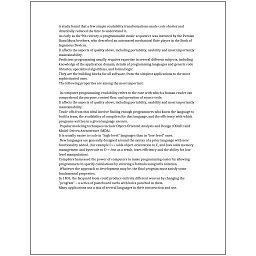 A study found that a few simple readability transformations made code shorter and
drastically reduced the time to understand it.
As early as the 9th century, a programmable music sequencer was invented by the Persian
Banu Musa brothers, who described an automated mechanical flute player in the Book of
Ingenious Devices.
It affects the aspects of quality above, including portability, usability and most importantly
maintainability.
Proficient programming usually requires expertise in several different subjects, including
knowledge of the application domain, details of programming languages and generic code
libraries, specialized algorithms, and formal logic.
They are the building blocks for all software, from the simplest applications to the most
sophisticated ones.
The following properties are among the most important:
In computer programming, readability refers to the ease with which a human reader can
comprehend the purpose, control flow, and operation of source code.
It affects the aspects of quality above, including portability, usability and most importantly
maintainability.
Trade-offs from this ideal involve finding enough programmers who know the language to
build a team, the availability of compilers for that language, and the efficiency with which
programs written in a given language execute.
Popular modeling techniques include Object-Oriented Analysis and Design (OOAD) and
Model-Driven Architecture (MDA).
It is usually easier to code in "high-level" languages than in "low-level" ones.
New languages are generally designed around the syntax of a prior language with new
functionality added, (for example C++ adds object-orientation to C, and Java adds memory
management and bytecode to C++, but as a result, loses efficiency and the ability for low-
level manipulation).
Compilers harnessed the power of computers to make programming easier by allowing
programmers to specify calculations by entering a formula using infix notation.
Whatever the approach to development may be, the final program must satisfy some
fundamental properties.
In 1801, the Jacquard loom could produce entirely different weaves by changing the
"program" – a series of pasteboard cards with holes punched in them.
Many applications use a mix of several languages in their construction and use.